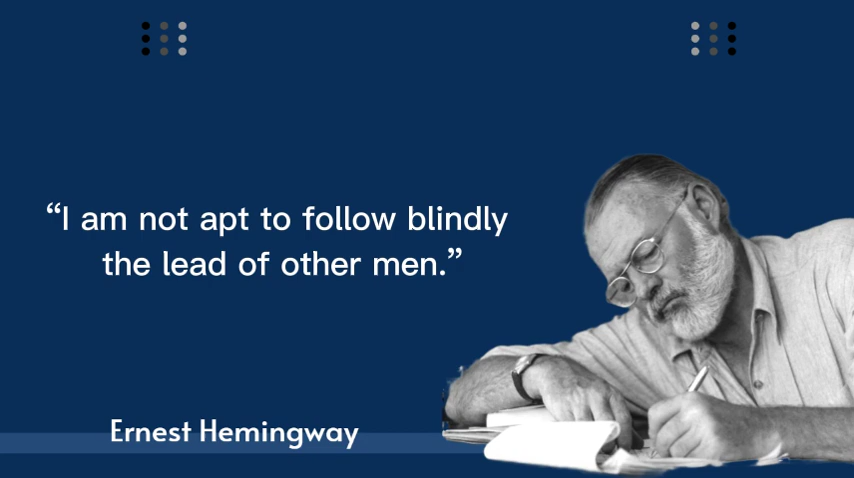 “I am not apt to follow blindly
the lead of other men.”
Ernest Hemingway